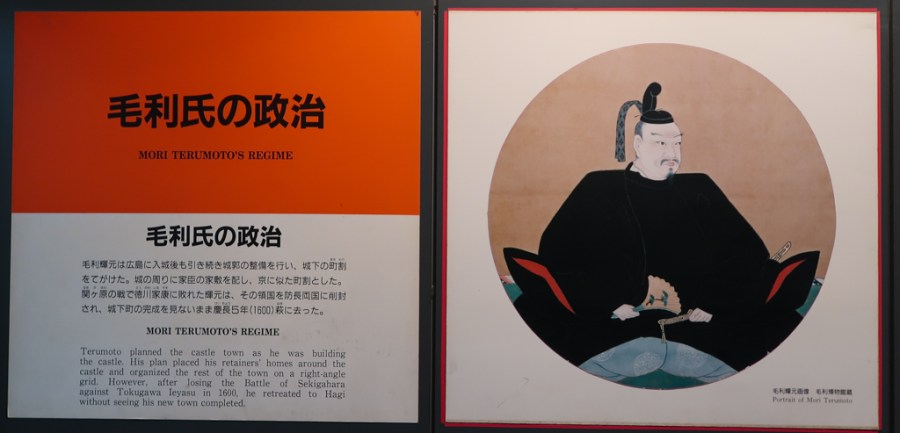 毛利氏の政治
MORI TERUMOTO'S REGIME
毛利氏の政治
毛利輝元は広島に入城後も引き続き城郭の整備を行い、城下の町割
をてがけた。城の周りに家臣の家敷を配し、京に似た町割とした。
関ヶ原の戦で徳川家康に敗れた輝元は、その領国を防長両国に削封
され、城下町の完成を見ないまま慶長5年(1600)萩に去った。
MORI TERUMOTO'S REGIME
Terumoto planned the castle town as he was building
the castle. His plan placed his retainers' homes around the
castle and organized the rest of the town on a right-angle
grid. However, after Josing the Battle of Sekigahara
against Tokugawa Ieyasu in 1600, he retreated to Hagi
without seeing his new town completed.
毛利輝元画像 毛利博物館蔵
Portrait of Mori Terumoto